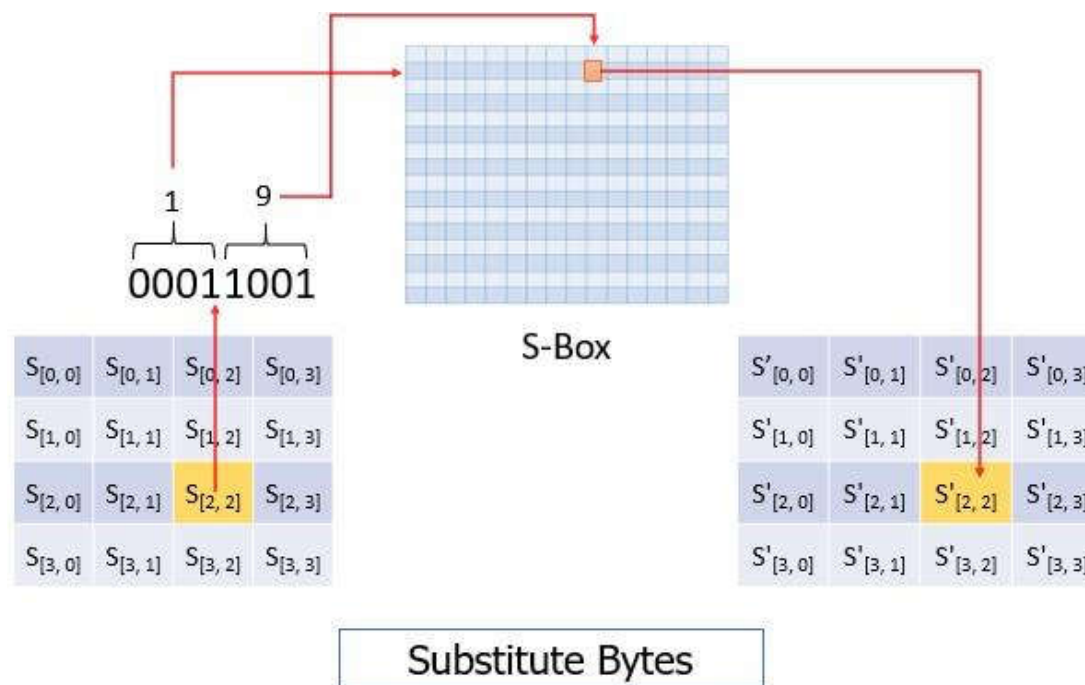 1 9
00011001
S-Box
S[0, 0] S[0, 1] S[0, 2] S[0, 3]
S[1, 0] S[1, 1] S[1, 2] S[1, 3]
S[2, 0] S[2, 1] S[2, 2] S[2, 3]
S[3, 0] S[3, 1] S[3, 2] S[3, 3]
S'[0, 0] S'[0, 1] S'[0, 2] S'[0, 3]
S'[1, 0] S'[1, 1] S'[1, 2] S'[1, 3]
S'[2, 0] S'[2, 1] S'[2, 2] S'[2, 3]
S'[3, 0] S'[3, 1] S'[3, 2] S'[3, 3]
Substitute Bytes